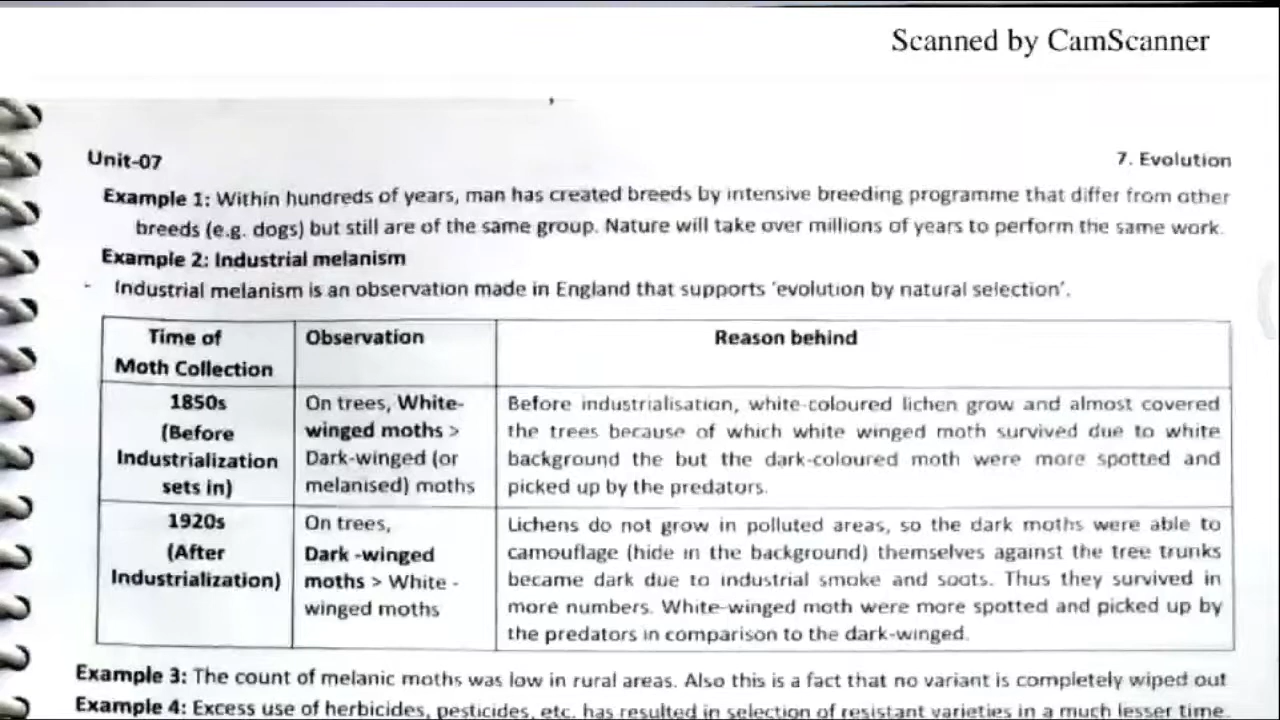 Scanned by CamScanner
Unit-07
7. Evolution
Example 1: Within hundreds of years, man has created breeds by intensive breeding programme that differ from other
breeds (e.g. dogs) but still are of the same group. Nature will take over millions of years to perform the same work.
Example 2: Industrial melanism
- Industrial melanism is an observation made in England that supports 'evolution by natural selection'.
Time of
Moth Collection
Observation
Reason behind
1850s
(Before
Industrialization
sets in)
On trees, White-
winged moths >
Dark-winged (or
melanised) moths
Before industrialisation, white-coloured lichen grow and almost covered
the trees because of which white winged moth survived due to white
background the but the dark-coloured moth were more spotted and
picked up by the predators.
1920s
(After
Industrialization)
On trees,
Dark -winged
moths > White -
winged moths
Lichens do not grow in polluted areas, so the dark moths were able to
camouflage (hide in the background) themselves against the tree trunks
became dark due to industrial smoke and soots. Thus they survived in
more numbers. White-winged moth were more spotted and picked up by
the predators in comparison to the dark-winged.
Example 3: The count of melanic moths was low in rural areas. Also this is a fact that no variant is completely wiped out
Example 4: Excess use of herbicides, pesticides, etc. has resulted in selection of resistant varieties in a much lesser time.